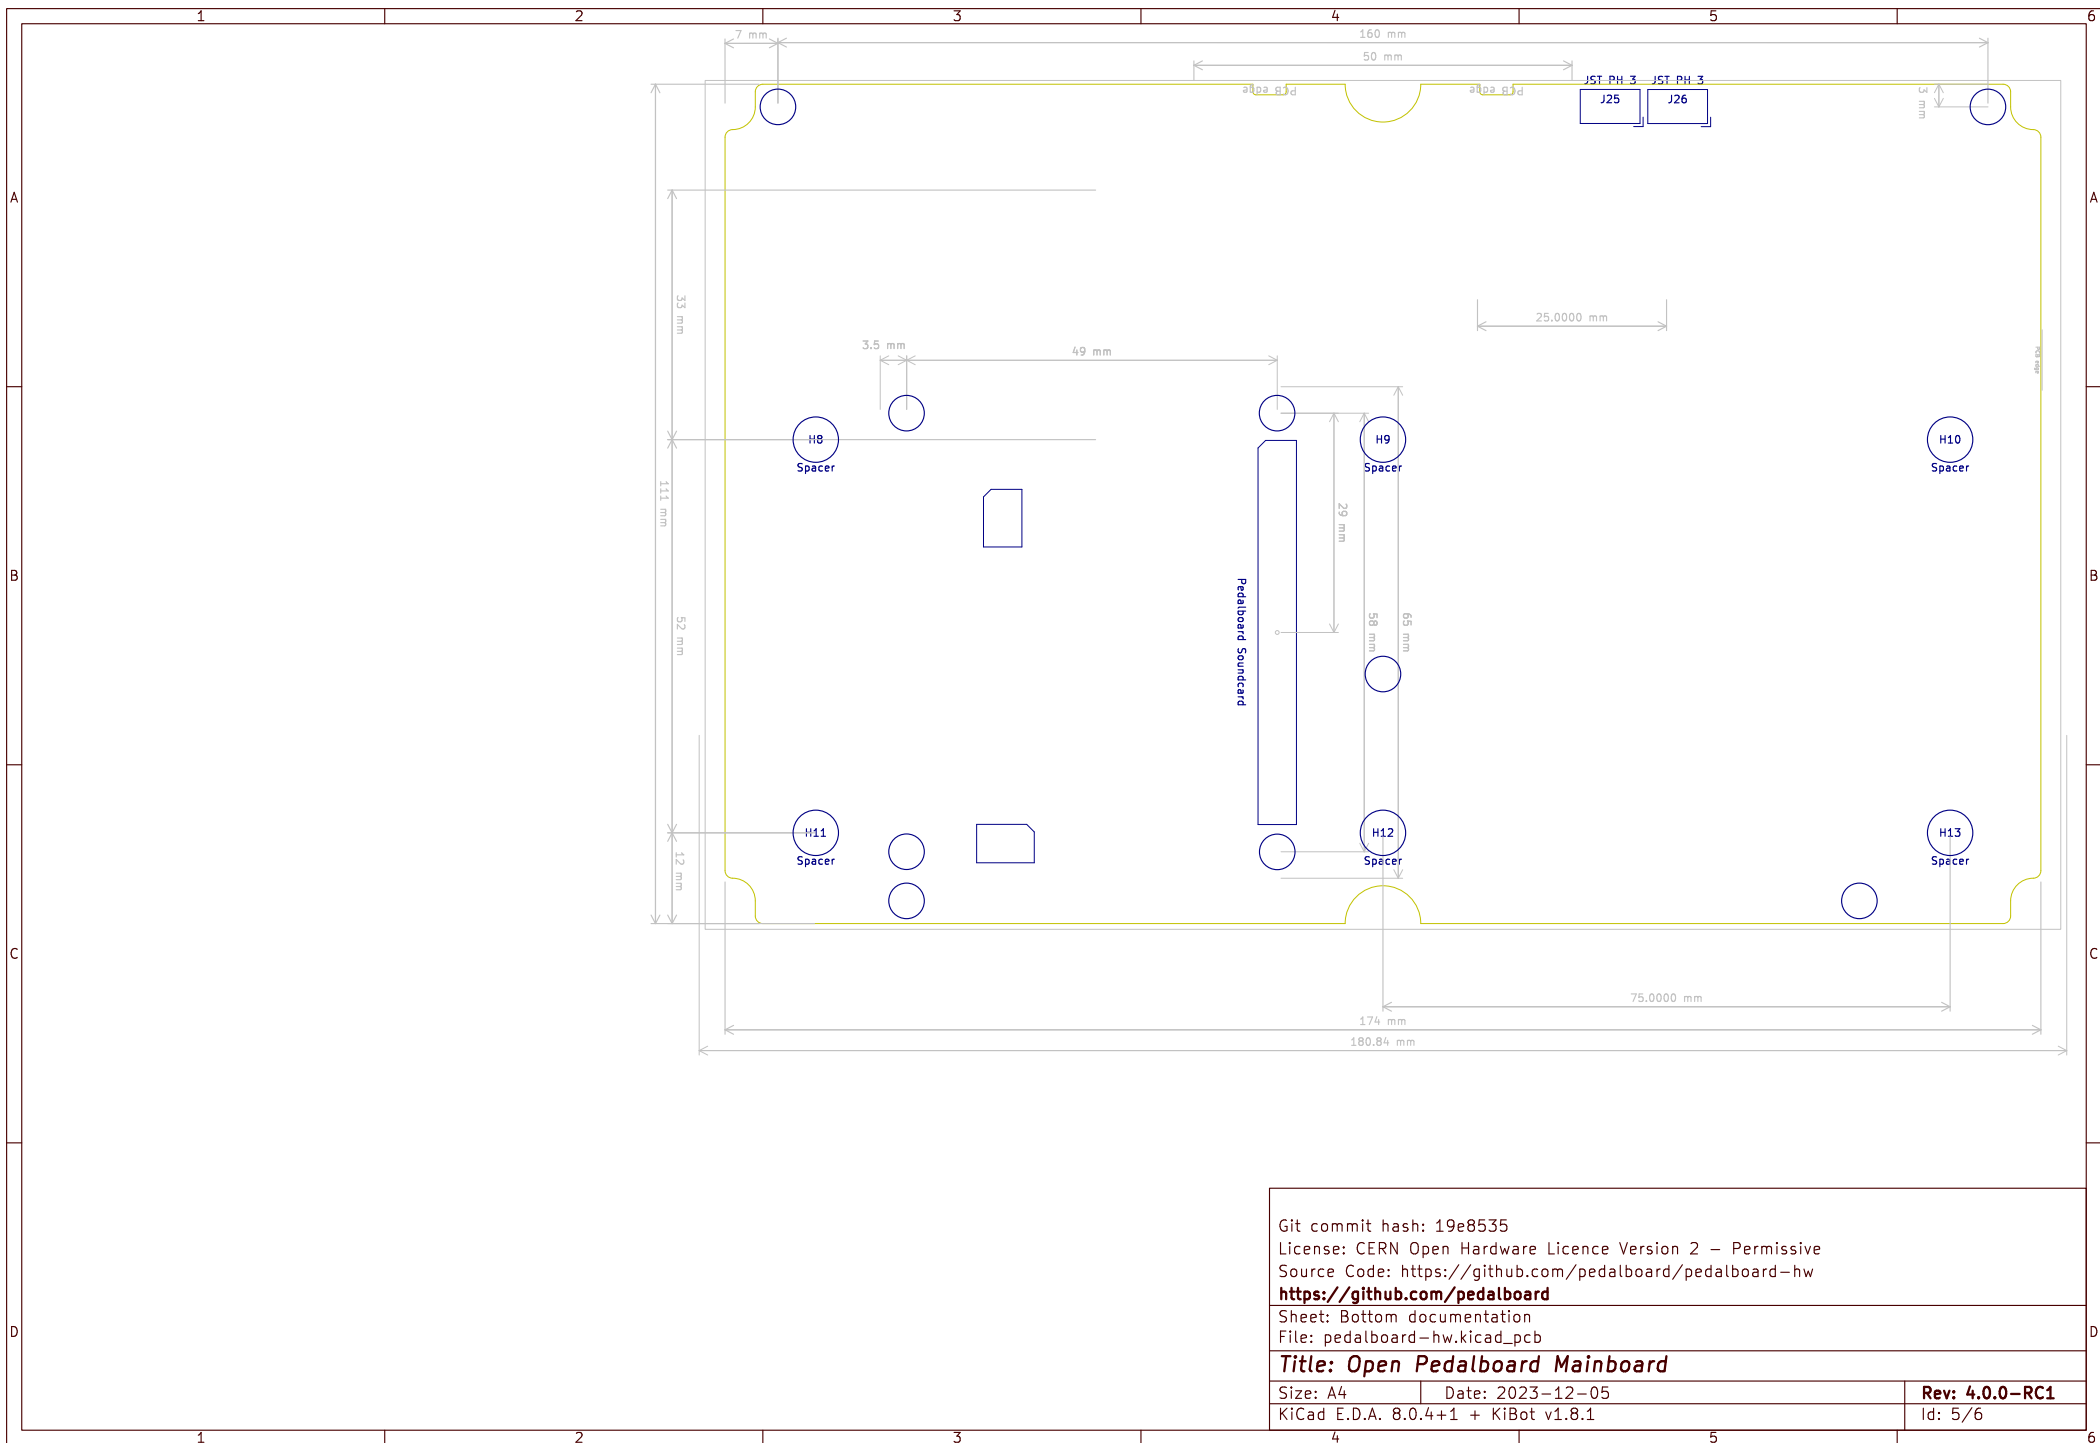 1 2 3 4 5 6
7 mm
160 mm
50 mm
JST PH 3 JST PH 3
PCB edge PCB edge
J25 J26
3 mm
A A
33 mm
25.0000 mm
3.5 mm
49 mm
PCB edge
H8 H9 H10
Spacer Spacer Spacer
111 mm
29 mm
B B
Pedalboard Soundcard
52 mm
58 mm
65 mm
H11 H12 H13
Spacer Spacer Spacer
12 mm
C C
75.0000 mm
174 mm
180.84 mm
Git commit hash: 19e8535
License: CERN Open Hardware Licence Version 2 - Permissive
Source Code: https://github.com/pedalboard/pedalboard-hw
https://github.com/pedalboard
Sheet: Bottom documentation
File: pedalboard-hw.kicad_pcb
D D
Title: Open Pedalboard Mainboard
Size: A4 Date: 2023-12-05 Rev: 4.0.0-RC1
KiCad E.D.A. 8.0.4+1 + KiBot v1.8.1 Id: 5/6
1 2 3 4 5 6